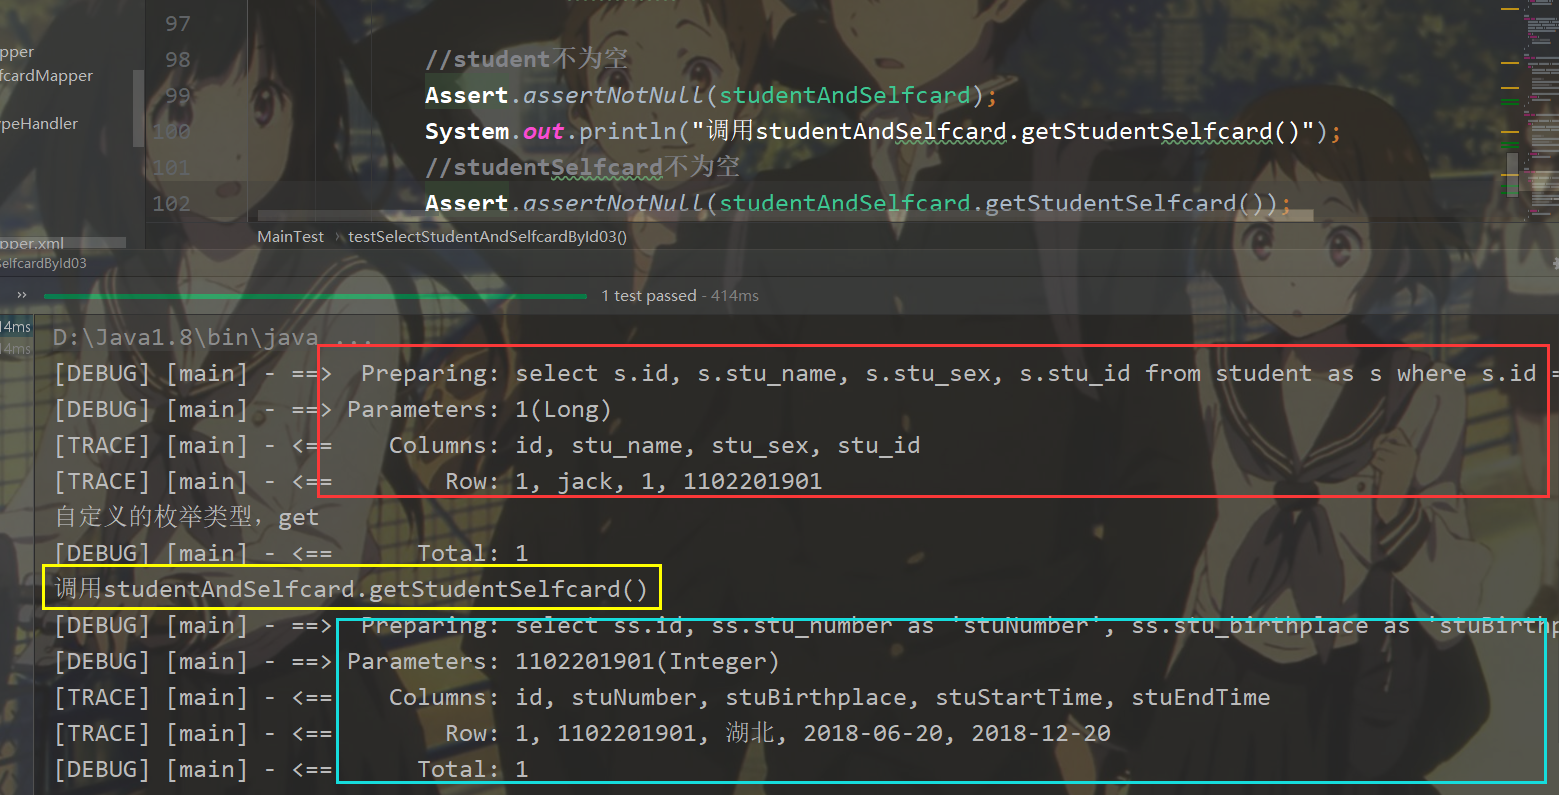 97
98 //student不为空
99 Assert.assertNotNull(studentAndSelfcard);
100 System.out.println("调用studentAndSelfcard.getStudentSelfcard()");
101 //studentSelfcard不为空
102 Assert.assertNotNull(studentAndSelfcard.getStudentSelfcard());
pper
fcardMapper
ypeHandler
pper.xml
MainTest › testSelectStudentAndSelfcardById03()
SelfcardById03
» 1 test passed - 414ms
14ms
14ms
D:\Java1.8\bin\java ...
[DEBUG] [main] - ==>  Preparing: select s.id, s.stu_name, s.stu_sex, s.stu_id from student as s where s.id =
[DEBUG] [main] - ==> Parameters: 1(Long)
[TRACE] [main] - <==    Columns: id, stu_name, stu_sex, stu_id
[TRACE] [main] - <==        Row: 1, jack, 1, 1102201901
自定义的枚举类型，get
[DEBUG] [main] - <==      Total: 1
调用studentAndSelfcard.getStudentSelfcard()
[DEBUG] [main] - ==>  Preparing: select ss.id, ss.stu_number as 'stuNumber', ss.stu_birthplace as 'stuBirthp
[DEBUG] [main] - ==> Parameters: 1102201901(Integer)
[TRACE] [main] - <==    Columns: id, stuNumber, stuBirthplace, stuStartTime, stuEndTime
[TRACE] [main] - <==        Row: 1, 1102201901, 湖北, 2018-06-20, 2018-12-20
[DEBUG] [main] - <==      Total: 1